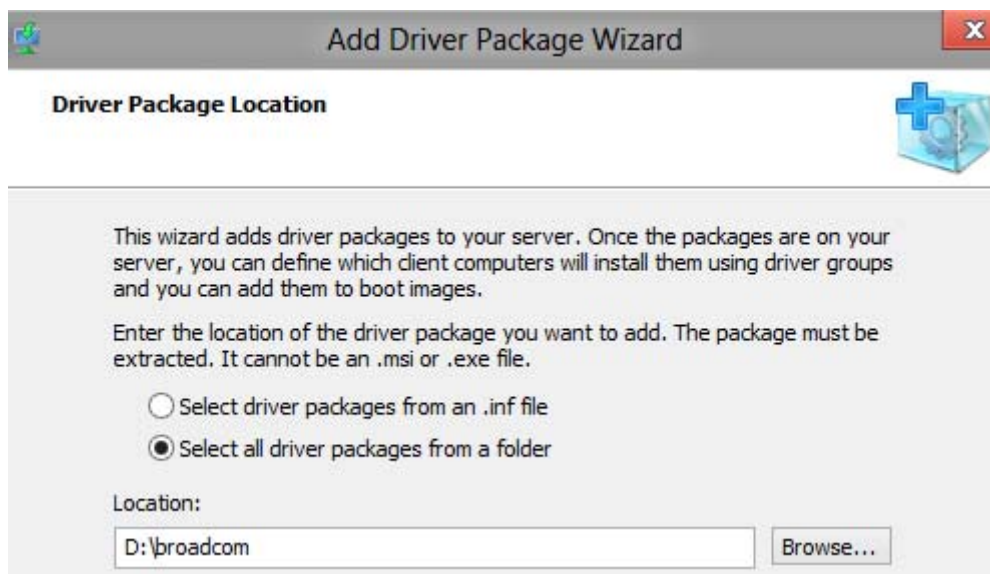 Add Driver Package Wizard
Driver Package Location
This wizard adds driver packages to your server. Once the packages are on your
server, you can define which client computers will install them using driver groups
and you can add them to boot images.
Enter the location of the driver package you want to add. The package must be
extracted. It cannot be an .msi or .exe file.
Select driver packages from an .inf file
Select all driver packages from a folder
Location:
D:\broadcom
Browse...